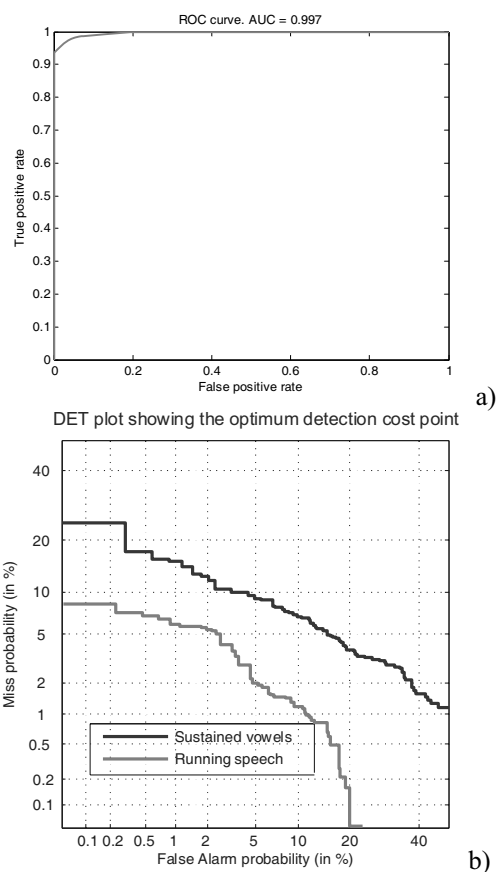 ROC curve. AUC = 0.997
1
0.9
0.8
0.7
0.6
0.5
0.4
0.3
0.2
0.1
0
True positive rate
0 0.2 0.4 0.6 0.8 1
False positive rate
a)
DET plot showing the optimum detection cost point
40
20
10
5
2
1
0.5
0.2
0.1
Miss probability (in %)
Sustained vowels
Running speech
0.1 0.2 0.5 1 2 5 10 20 40
False Alarm probability (in %)
b)